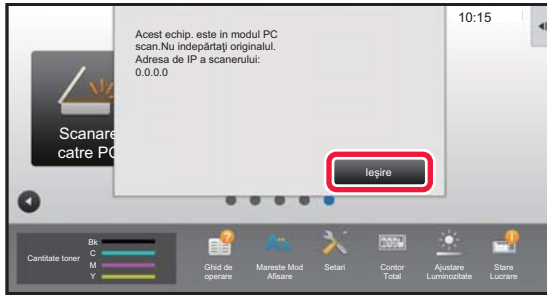 10:15
Acest echip. este in modul PC
scan.Nu indepărtaţi originalul.
Adresa de IP a scanerului:
0.0.0.0
Scanare
catre PC
Ieşire
Cantitate toner
Bk
C
M
Y
Ghid de
operare
Mareste Mod
Afisare
Setari
Contor
Total
Ajustare
Luminozitate
Stare
Lucrare